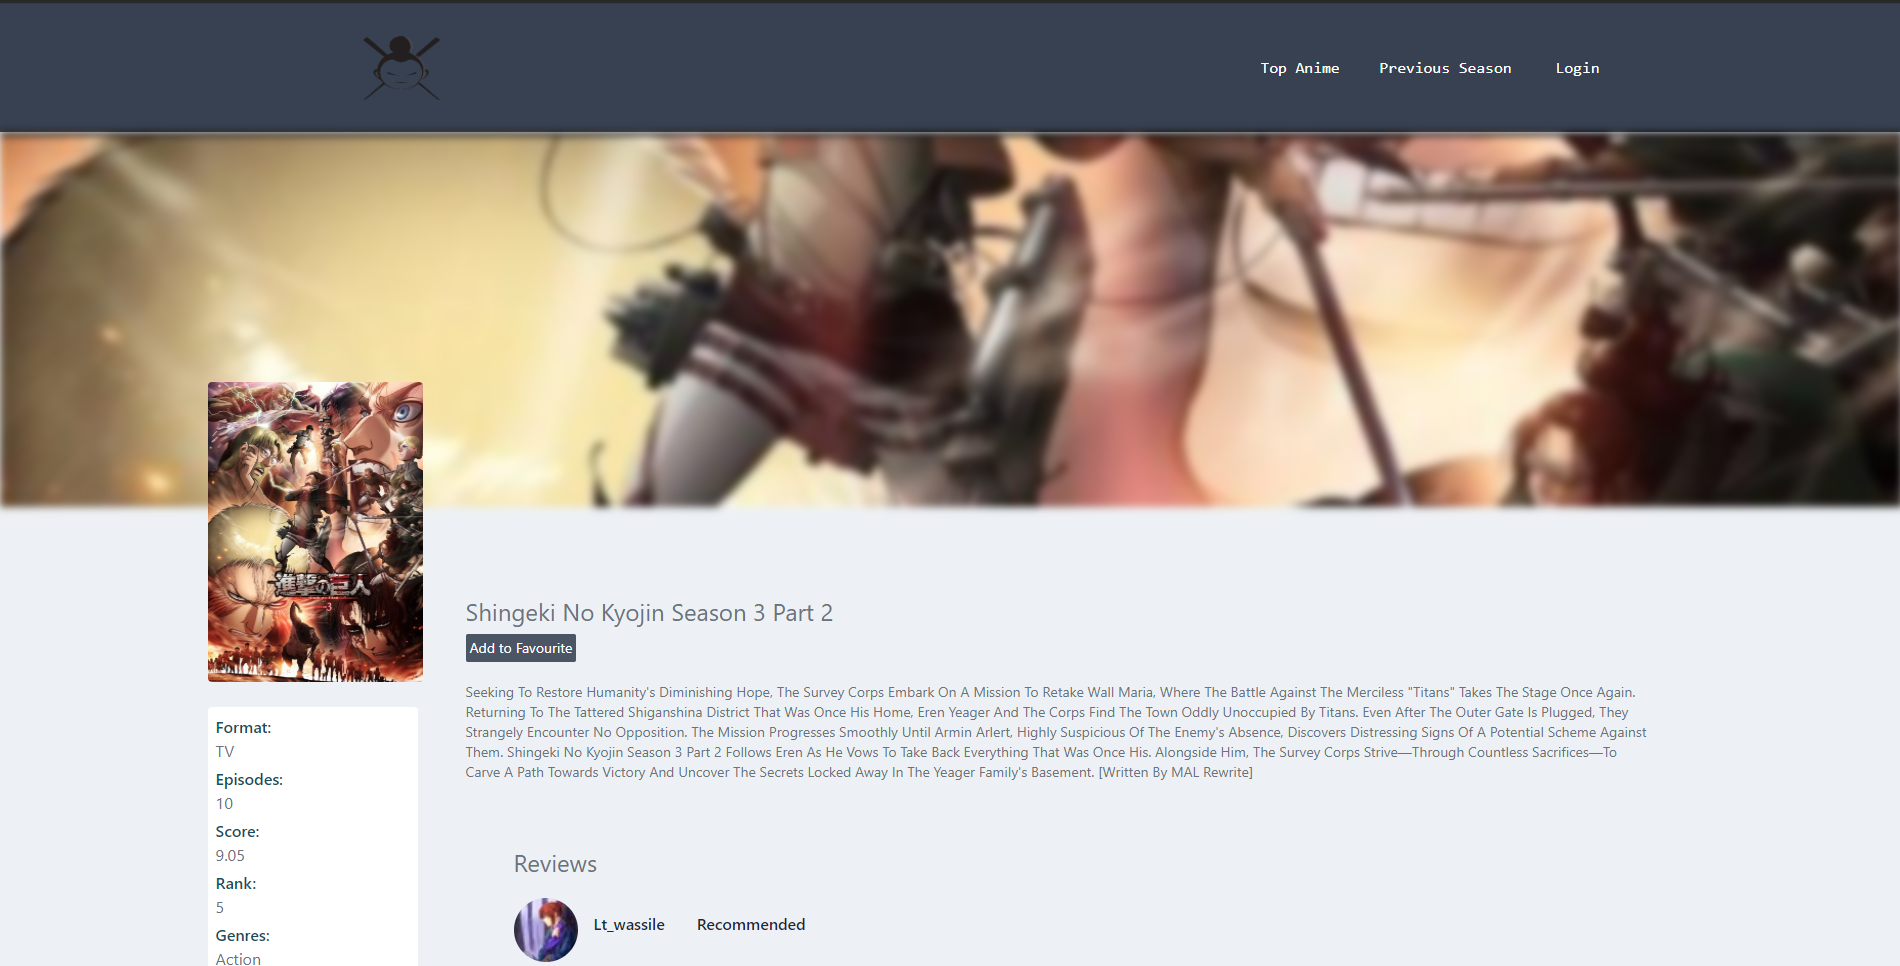 Top Anime
Previous Season
Login
進撃の巨人
3
Shingeki No Kyojin Season 3 Part 2
Add to Favourite
Seeking To Restore Humanity's Diminishing Hope, The Survey Corps Embark On A Mission To Retake Wall Maria, Where The Battle Against The Merciless "Titans" Takes The Stage Once Again.
Returning To The Tattered Shiganshina District That Was Once His Home, Eren Yeager And The Corps Find The Town Oddly Unoccupied By Titans. Even After The Outer Gate Is Plugged, They
Strangely Encounter No Opposition. The Mission Progresses Smoothly Until Armin Arlert, Highly Suspicious Of The Enemy's Absence, Discovers Distressing Signs Of A Potential Scheme Against
Them. Shingeki No Kyojin Season 3 Part 2 Follows Eren As He Vows To Take Back Everything That Was Once His. Alongside Him, The Survey Corps Strive—Through Countless Sacrifices—To
Carve A Path Towards Victory And Uncover The Secrets Locked Away In The Yeager Family's Basement. [Written By MAL Rewrite]
Format:
TV
Episodes:
10
Score:
9.05
Rank:
5
Genres:
Action
Reviews
Lt_wassile
Recommended